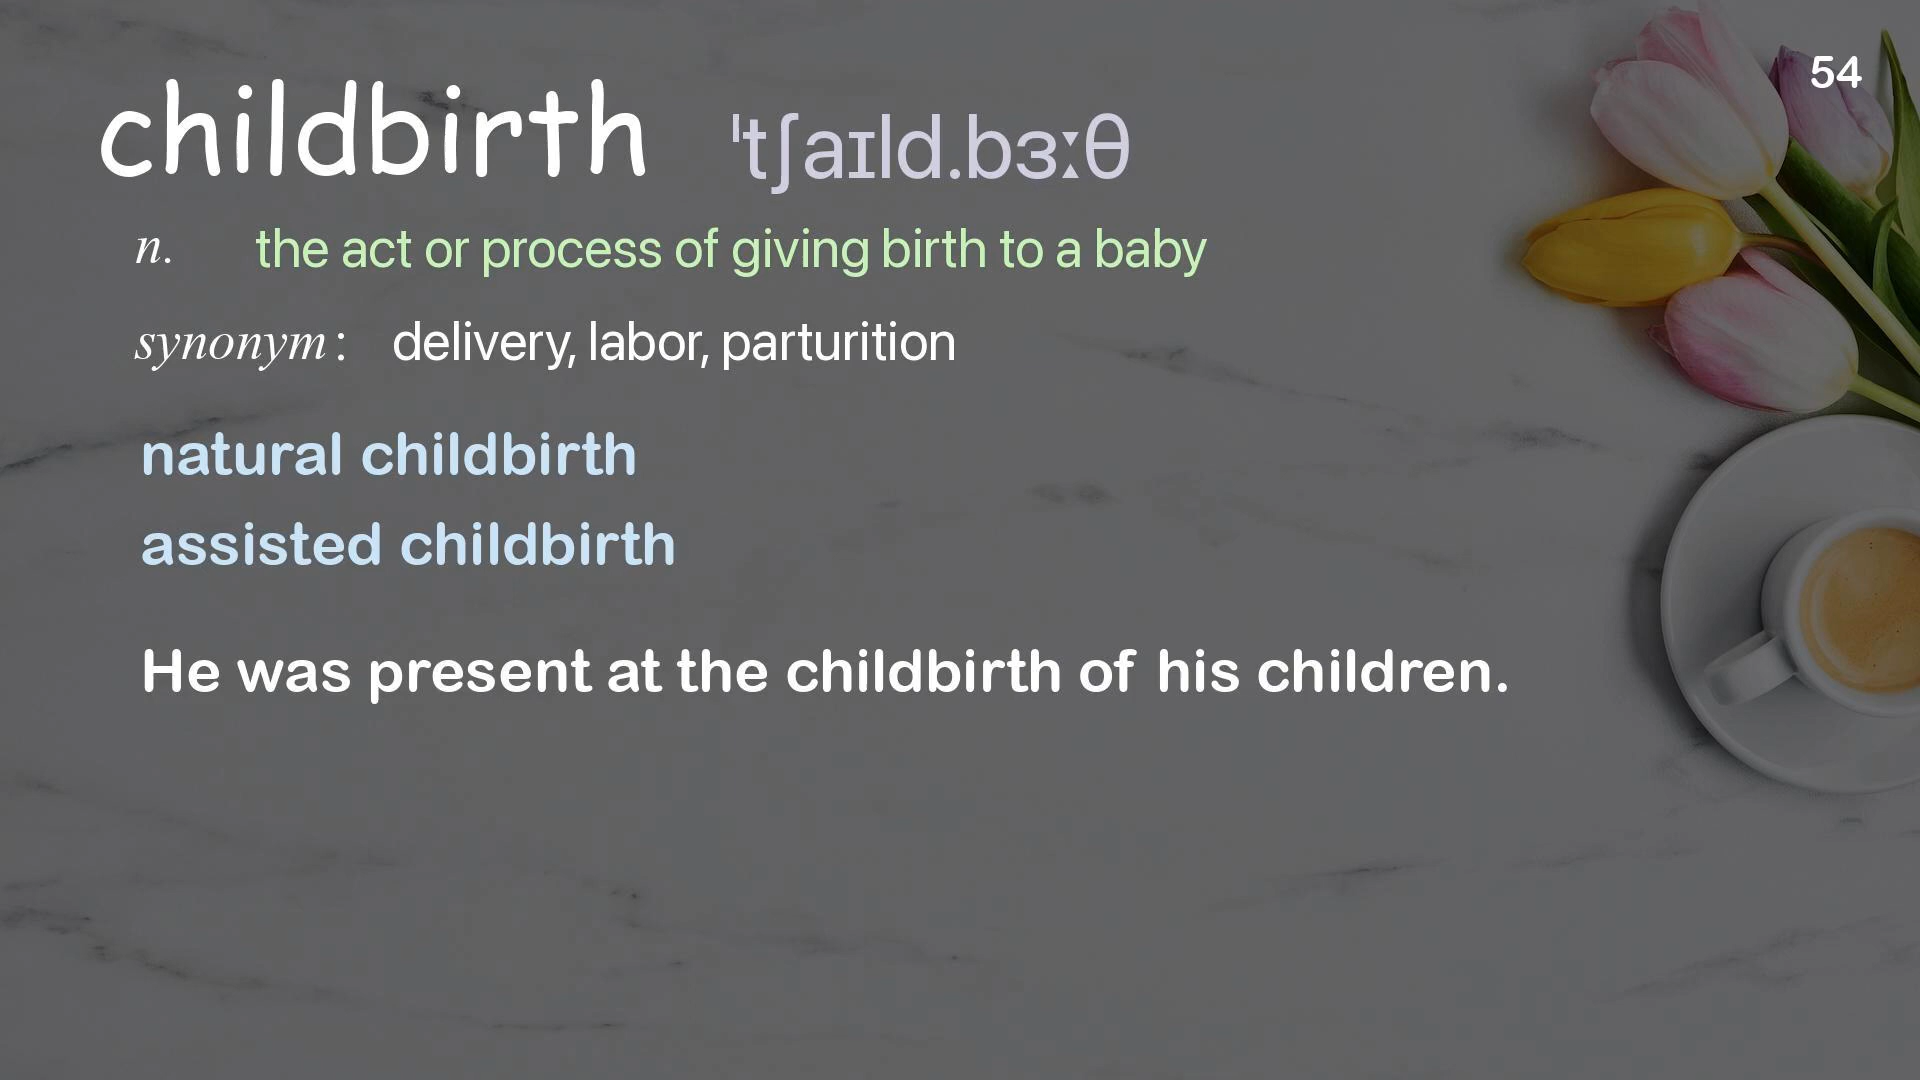 54
childbirth ˈtʃaɪld.bɜːθ
n. the act or process of giving birth to a baby
synonym: delivery, labor, parturition
natural childbirth
assisted childbirth
He was present at the childbirth of his children.